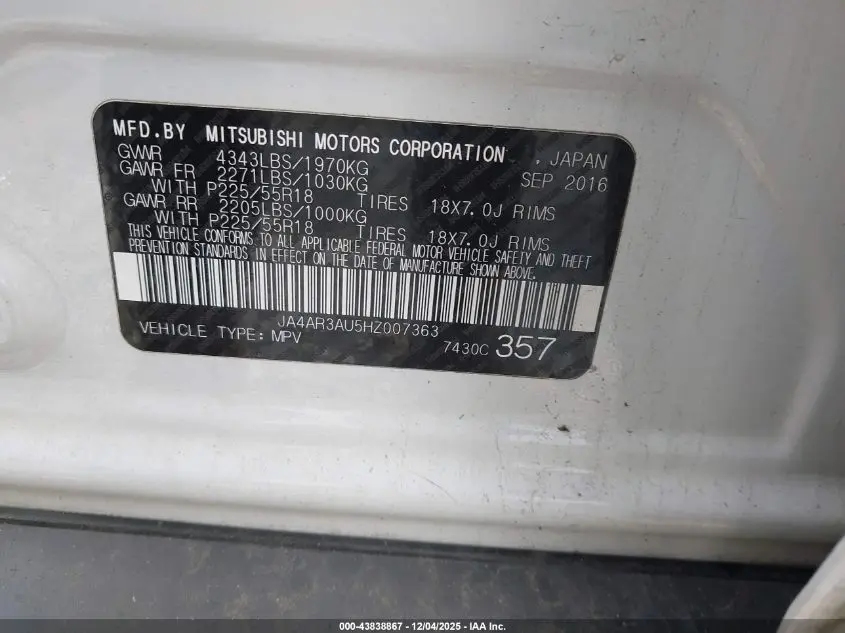 MFD.BY MITSUBISHI MOTORS CORPORATION , JAPAN
GVWR 4343LBS/1970KG SEP 2016
GAWR FR 2271LBS/1030KG
WITH P225/55R18 TIRES 18X7.0J RIMS
GAWR RR 2205LBS/1000KG
WITH P225/55R18 TIRES 18X7.0J RIMS
THIS VEHICLE CONFORMS TO ALL APPLICABLE FEDERAL MOTOR VEHICLE SAFETY AND THEFT
PREVENTION STANDARDS IN EFFECT ON THE DATE OF MANUFACTURE SHOWN ABOVE.
JA4AR3AU5HZ007363
VEHICLE TYPE: MPV 7430C 357
000-43838867 • 12/04/2025 • IAA Inc.